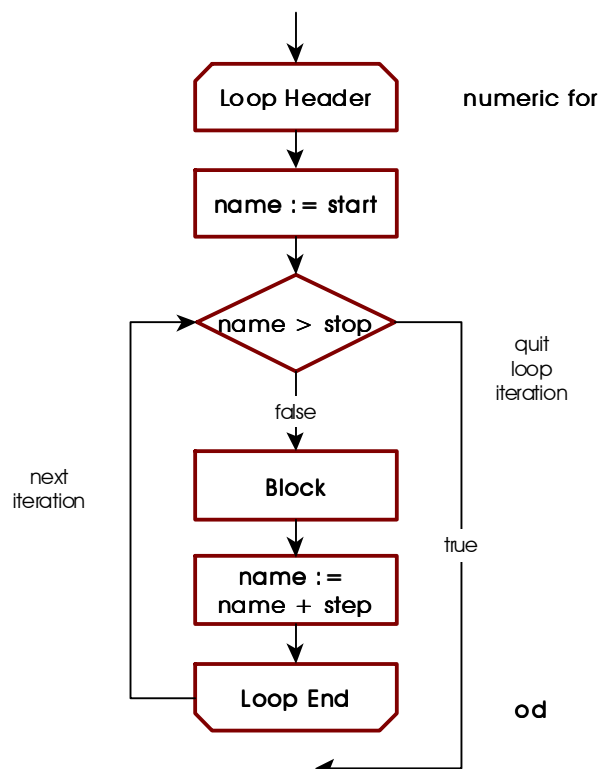 Loop Header
numeric for
name := start
name > stop
quit
loop
iteration
false
next
iteration
Block
true
name :=
name + step
Loop End
od